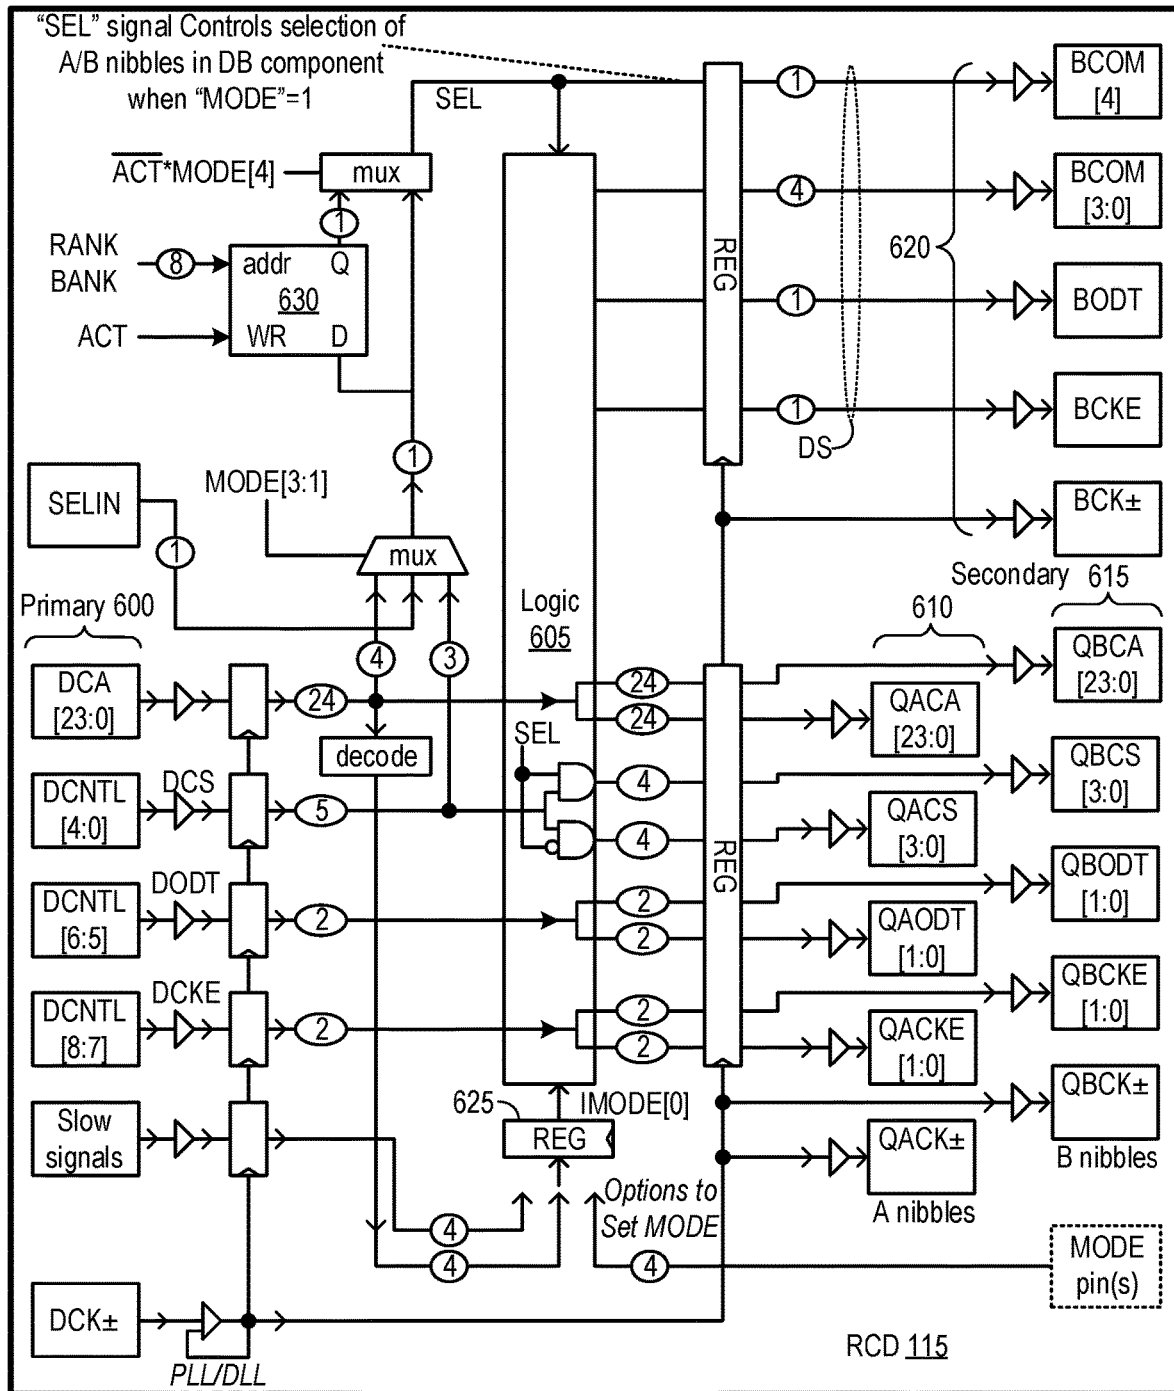 “SEL” signal Controls selection of
A/B nibbles in DB component
when “MODE”=1
SEL
ACT*MODE[4]
mux
1
RANK
BANK
8
addr Q
630
WR D
ACT
1
SELIN
MODE[3:1]
1
mux
Primary 600
4
3
Logic
605
DCA
[23:0]
24
decode
SEL
DCNTL
[4:0]
DCS
5
DCNTL
[6:5]
DODT
2
DCNTL
[8:7]
DCKE
2
Slow
signals
625
REG
IMODE[0]
4
4
Options to
Set MODE
4
MODE
pin(s)
DCK±
PLL/DLL
RCD 115
REG
1
4
1
1
DS
620
BCOM
[4]
BCOM
[3:0]
BODT
BCKE
BCK±
Secondary 615
610
24
24
4
4
2
2
2
2
REG
QBCA
[23:0]
QACA
[23:0]
QBCS
[3:0]
QACS
[3:0]
QBODT
[1:0]
QAODT
[1:0]
QBCKE
[1:0]
QACKE
[1:0]
QBCK±
B nibbles
QACK±
A nibbles